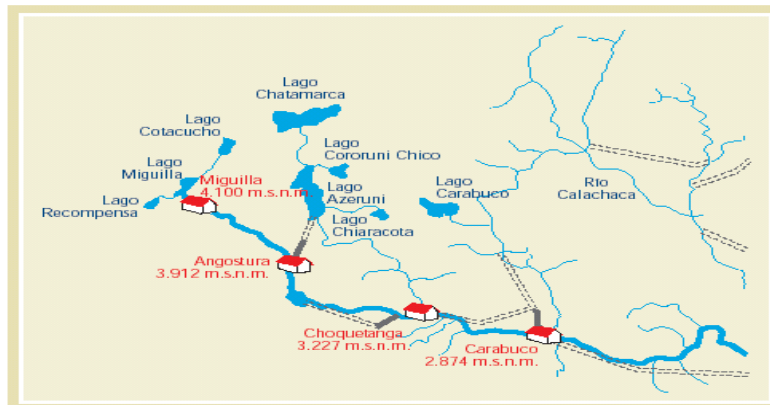 Lago
Chatamarca
Lago
Cotacucho
Lago
Cororuni Chico
Lago
Miguilla
Miguilla
4.100 m.s.n.m.
Lago
Azeruni
Lago
Carabuco
Río
Calachaca
Lago
Recompensa
Lago
Chiaracota
Angostura
3.912 m.s.n.m.
Choquetanga
3.227 m.s.n.m.
Carabuco
2.874 m.s.n.m.